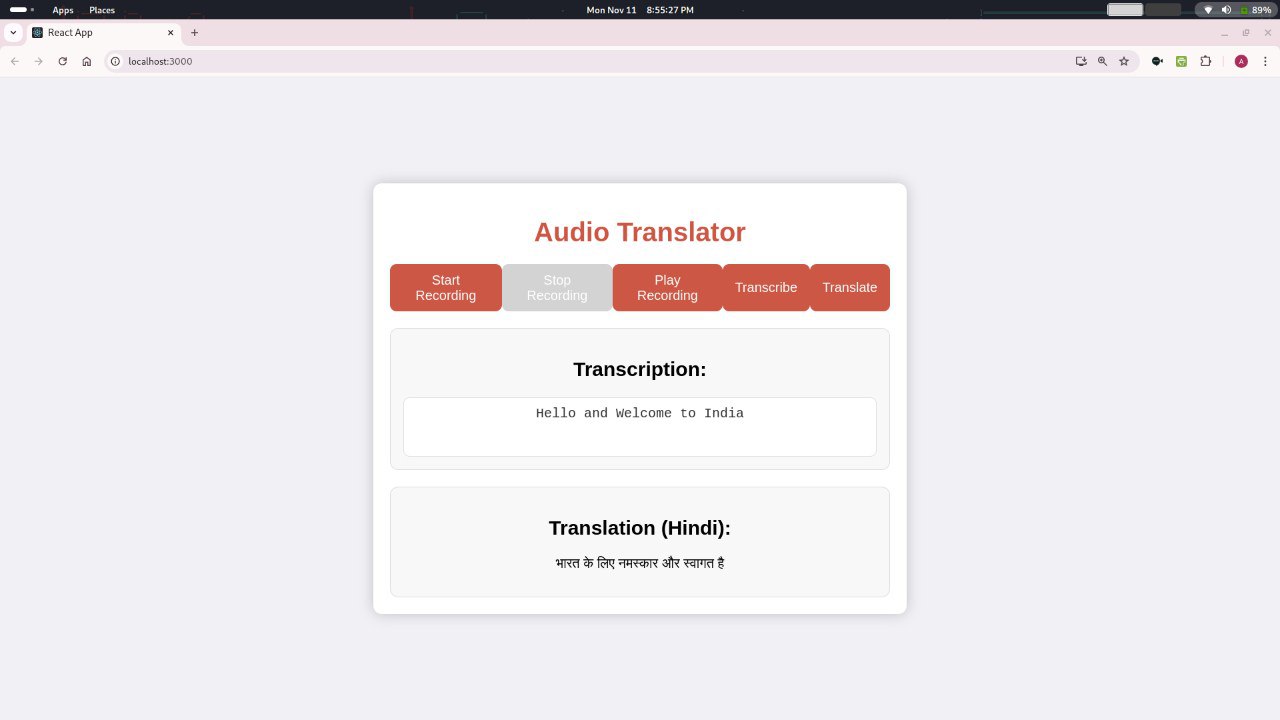 Apps Places Mon Nov 11 8:55:27 PM 89%
React App
localhost:3000 A
Audio Translator
Start Recording
Stop Recording
Play Recording
Transcribe
Translate
Transcription:
Hello and Welcome to India
Translation (Hindi):
भारत के लिए नमस्कार और स्वागत है